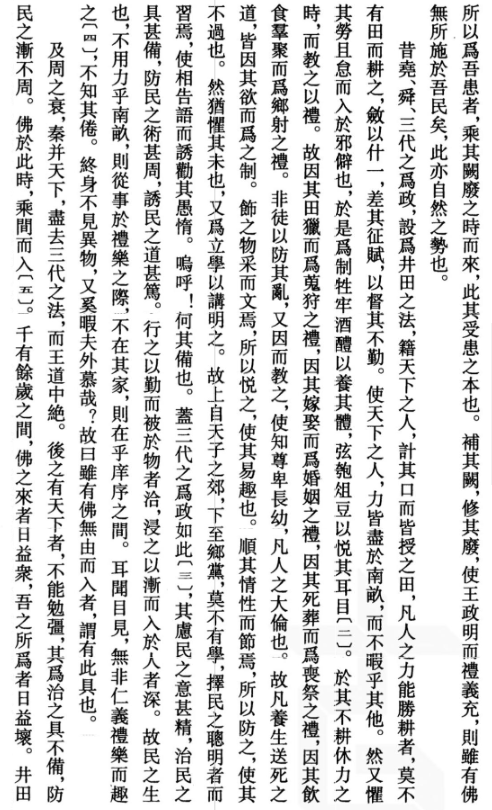 所以爲吾患者，乘其闕廢之時而來，此其受患之本也。補其闕，修其廢，使王政明而禮義充，則雖有佛
無所施於吾民矣，此亦自然之勢也。
昔堯、舜、三代之爲政，設爲井田之法，籍天下之人，計其口而皆授之田，凡人之力能勝耕者，莫不
有田而耕之，斂以什一，差其征賦，以督其不勤。使天下之人，力皆盡於南畝，而不暇乎其他。然又懼
其勞且怠而入於邪僻也，於是爲制牲牢酒醴以養其體，弦匏俎豆以悅其耳目〔二〕。於其不耕休力之
時，而教之以禮。故因其田獵而爲蒐狩之禮，因其嫁娶而爲婚姻之禮，因其死葬而爲喪祭之禮，因其飲
食羣聚而爲鄉射之禮。非徒以防其亂，又因而教之，使知尊卑長幼，凡人之大倫也。故凡養生送死之
道，皆因其欲而爲之制。飾之物采而文焉，所以悅之，使其易趣也。順其情性而節焉，所以防之，使其
不過也。然猶懼其未也，又爲立學以講明之。故上自天子之郊，下至鄉黨，莫不有學，擇民之聰明者而
習焉，使相告語而誘勸其愚惰。嗚呼！何其備也。蓋三代之爲政如此〔三〕，其慮民之意甚精，治民之
具甚備，防民之術甚周，誘民之道甚篤。行之以勤而被於物者洽，浸之以漸而入於人者深。故民之生
也，不用力乎南畝，則從事於禮樂之際，不在其家，則在乎庠序之間。耳聞目見，無非仁義禮樂而趣
之〔四〕，不知其倦。終身不見異物，又奚暇夫外慕哉？故曰雖有佛無由而入者，謂有此具也。
及周之衰，秦并天下，盡去三代之法，而王道中絶。後之有天下者，不能勉彊，其爲治之具不備，防
民之漸不周。佛於此時，乘間而入〔五〕。千有餘歲之間，佛之來者日益衆，吾之所爲者日益壞。井田